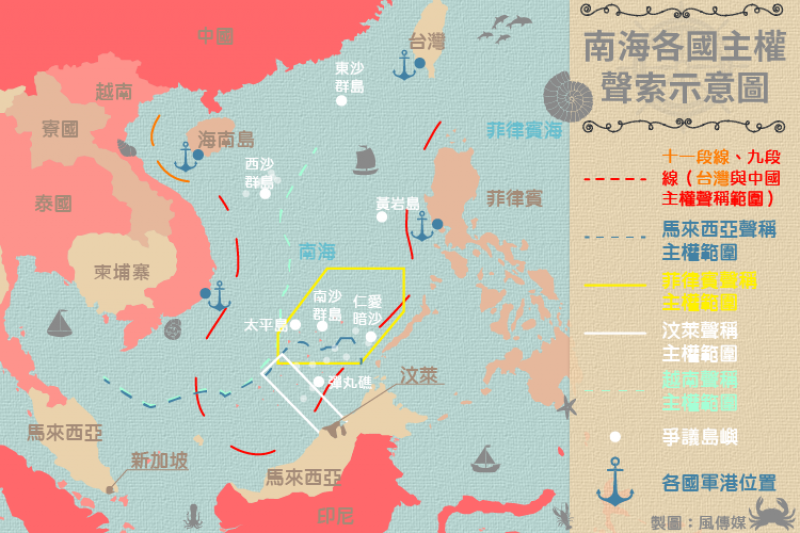 南海各國主權
聲索示意圖
中國
台灣
東沙
群島
越南
寮國
海南島
菲律賓海
西沙
群島
泰國
黃岩島
菲律賓
南海
柬埔寨
南沙
群島
仁愛
暗沙
太平島
彈丸礁
汶萊
馬來西亞
新加坡
馬來西亞
印尼
十一段線、九段
線（台灣與中國
主權聲稱範圍）
馬來西亞聲稱
主權範圍
菲律賓聲稱
主權範圍
汶萊聲稱
主權範圍
越南聲稱
主權範圍
爭議島嶼
各國軍港位置
製圖：風傳媒